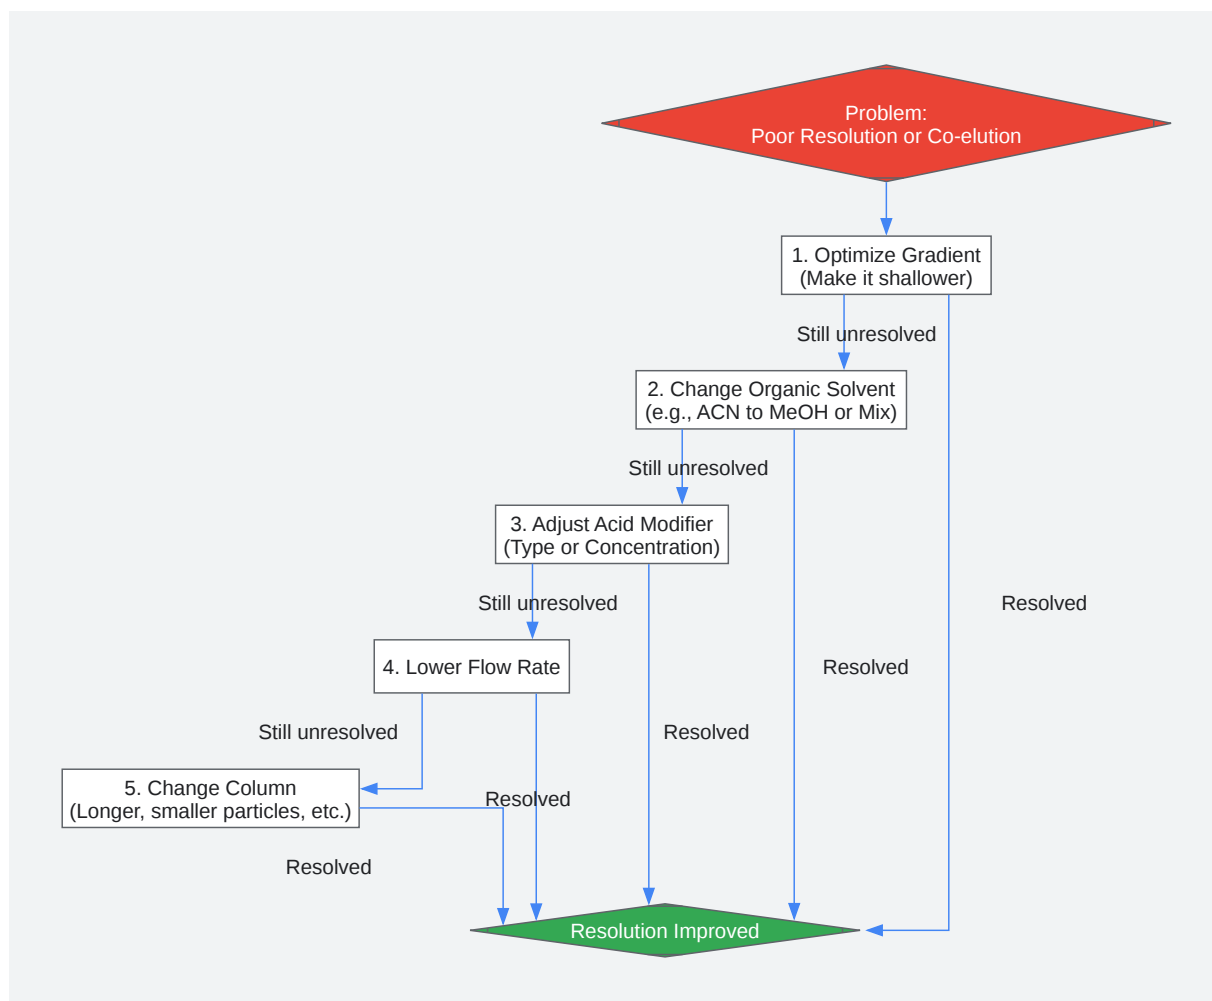 Problem:
Poor Resolution or Co-elution
1. Optimize Gradient
(Make it shallower)
Still unresolved
2. Change Organic Solvent
(e.g., ACN to MeOH or Mix)
Still unresolved
3. Adjust Acid Modifier
(Type or Concentration)
Still unresolved
Resolved
4. Lower Flow Rate
Resolved
Still unresolved
Resolved
5. Change Column
(Longer, smaller particles, etc.)
Resolved
Resolved
Resolution Improved